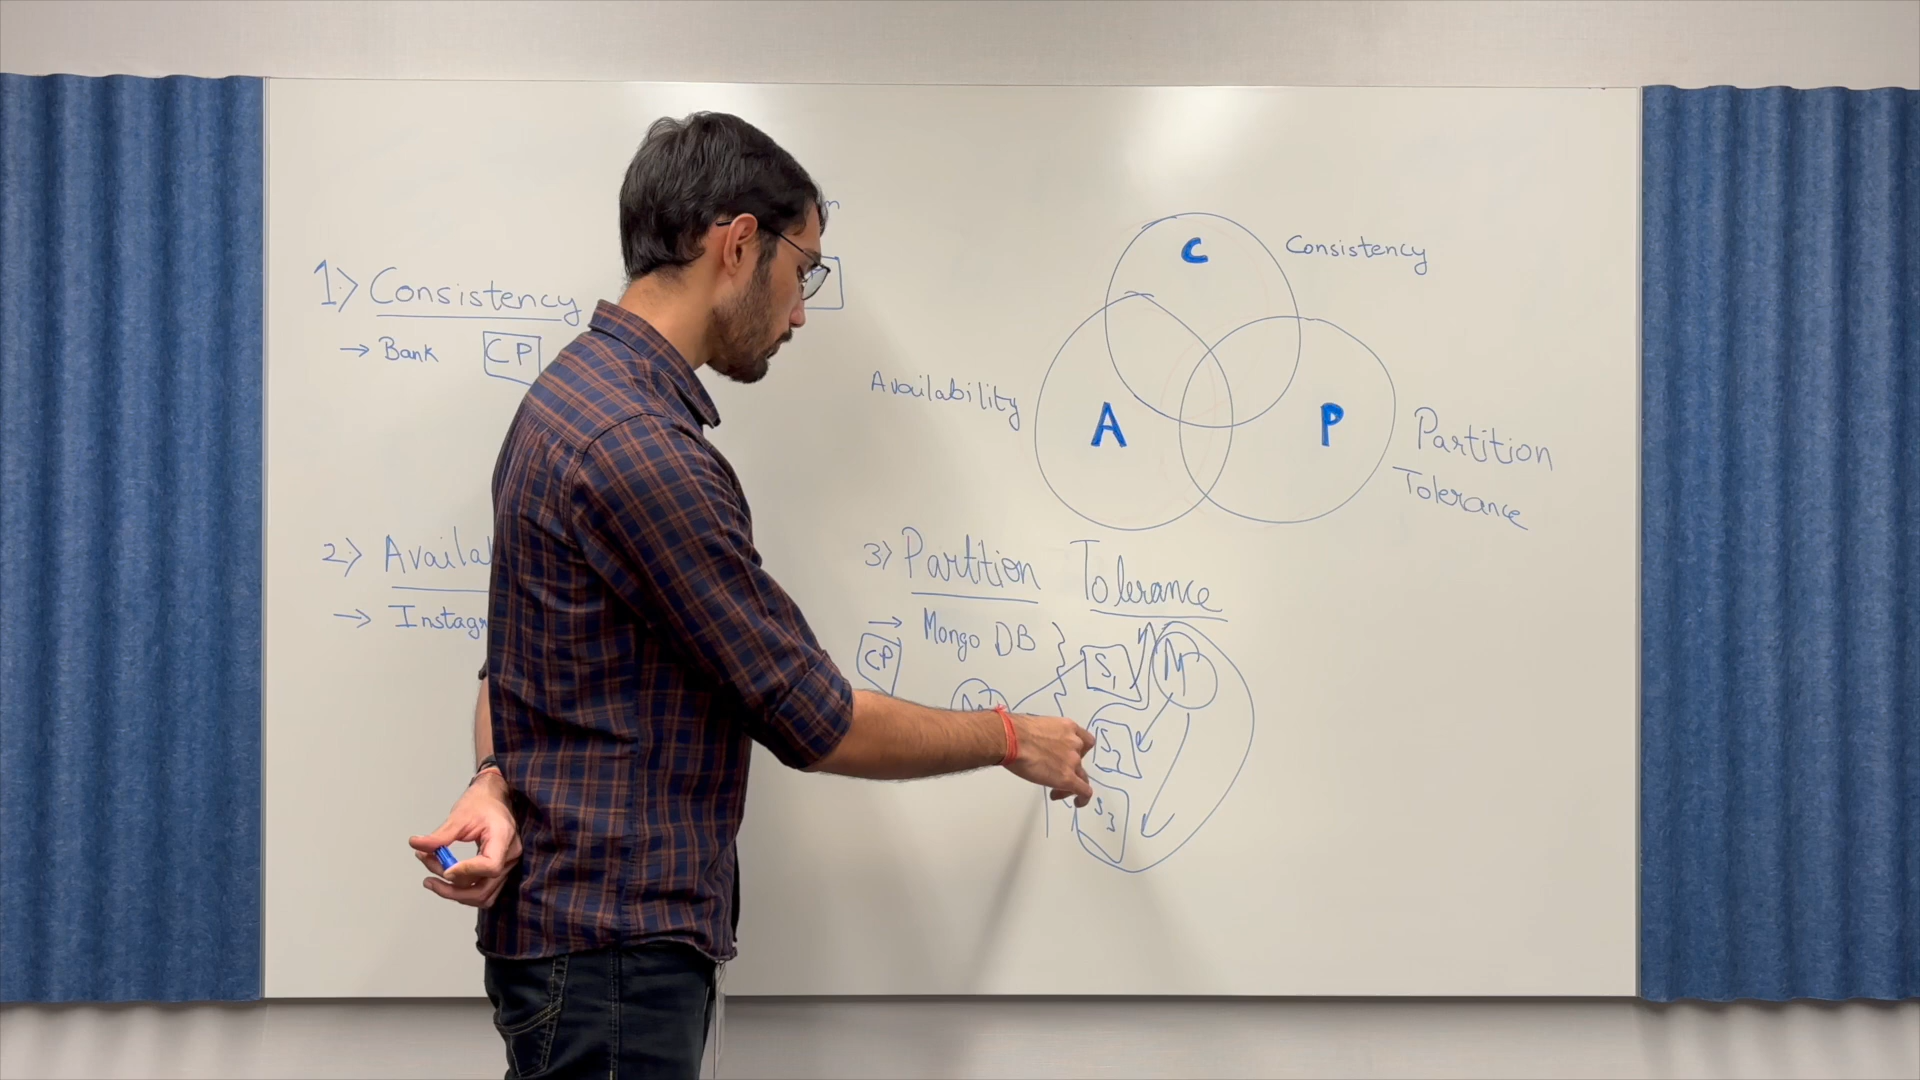 1.> Consistency
→ Bank CP
2.> Availa
→ Instagr
C
Consistency
Availability
A
P
Partition
Tolerance
3> Partition Tolerance
→ Mongo DB
CP
S1
M
S2
S3